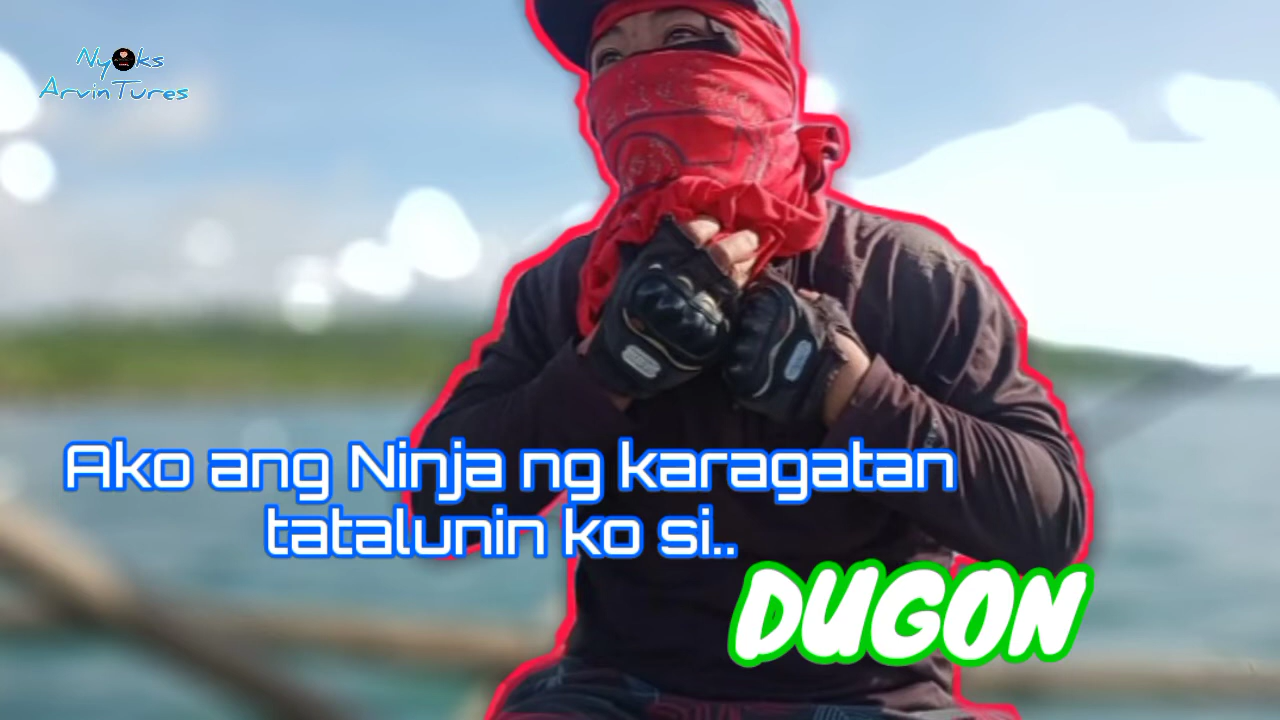 Nyoks
ArvinTures
Ako ang Ninja ng karagatan
tatalunin ko si..
DUGON